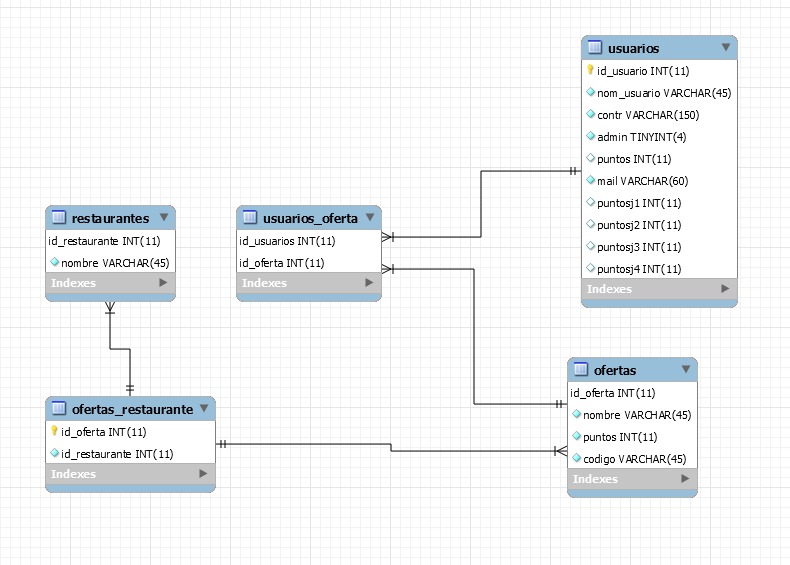 usuarios
id_usuario INT(11)
nom_usuario VARCHAR(45)
contr VARCHAR(150)
admin TINYINT(4)
puntos INT(11)
mail VARCHAR(60)
puntosj1 INT(11)
puntosj2 INT(11)
puntosj3 INT(11)
puntosj4 INT(11)
Indexes
restaurantes
id_restaurante INT(11)
nombre VARCHAR(45)
Indexes
usuarios_oferta
id_usuarios INT(11)
id_oferta INT(11)
Indexes
ofertas
id_oferta INT(11)
nombre VARCHAR(45)
puntos INT(11)
codigo VARCHAR(45)
Indexes
ofertas_restaurante
id_oferta INT(11)
id_restaurante INT(11)
Indexes